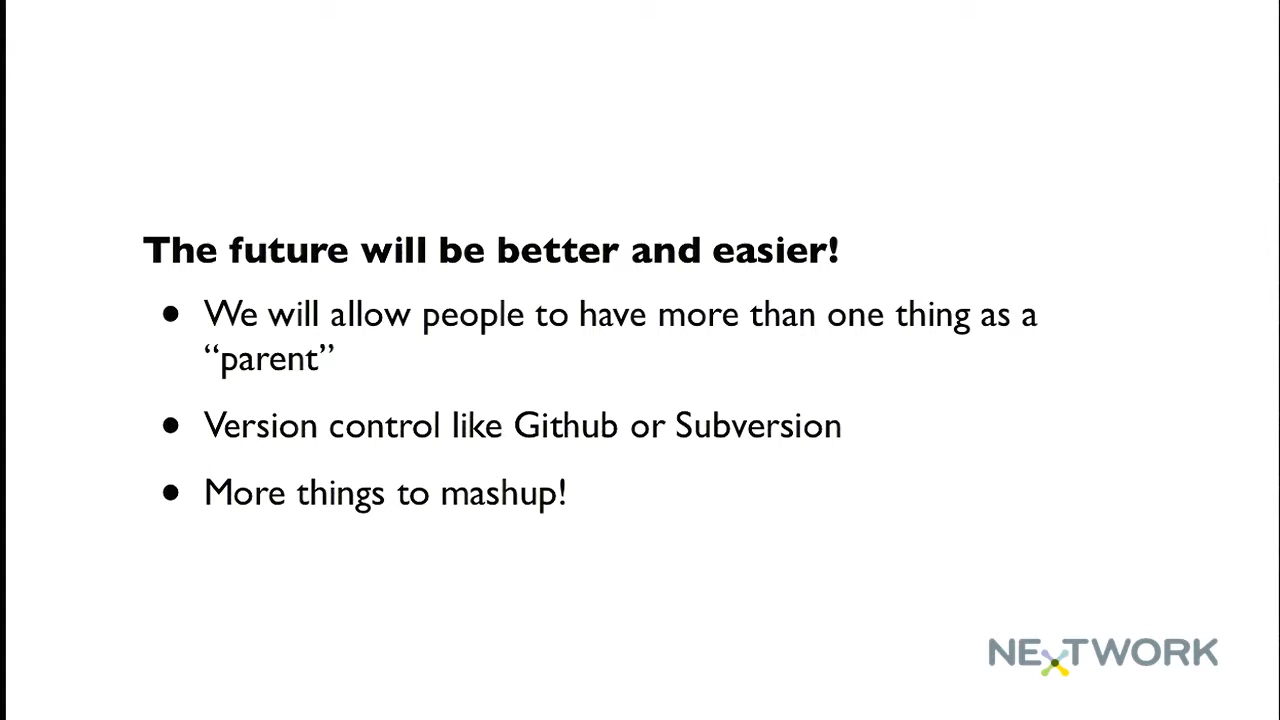 The future will be better and easier!
● We will allow people to have more than one thing as a
“parent”
● Version control like Github or Subversion
● More things to mashup!
NEXTWORK